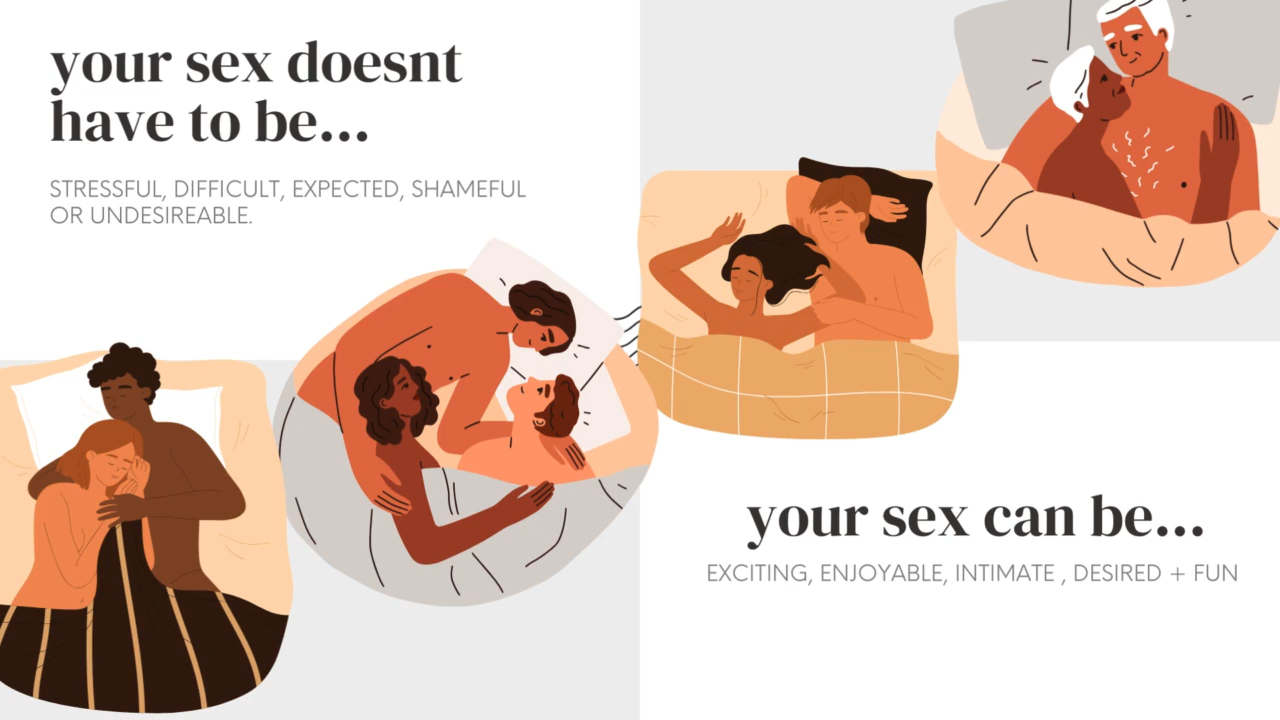 your sex doesnt
have to be...
STRESSFUL, DIFFICULT, EXPECTED, SHAMEFUL
OR UNDESIREABLE.
your sex can be...
EXCITING, ENJOYABLE, INTIMATE , DESIRED + FUN